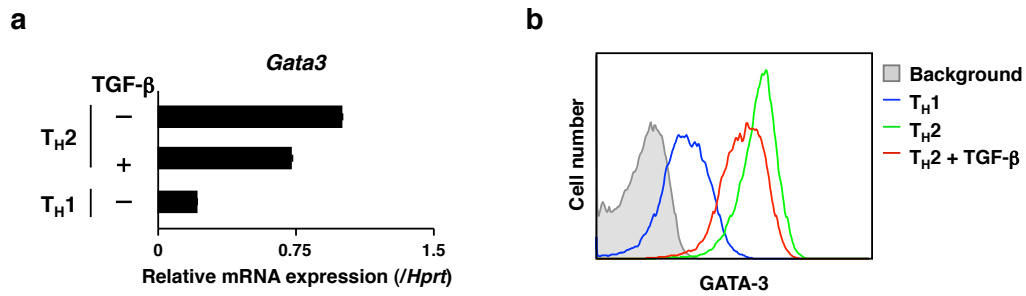 a
Gata3
TGF-β
TH2
−
+
TH1
−
0
0.75
1.5
Relative mRNA expression (/Hprt)
b
Cell number
GATA-3
Background
TH1
TH2
TH2 + TGF-β